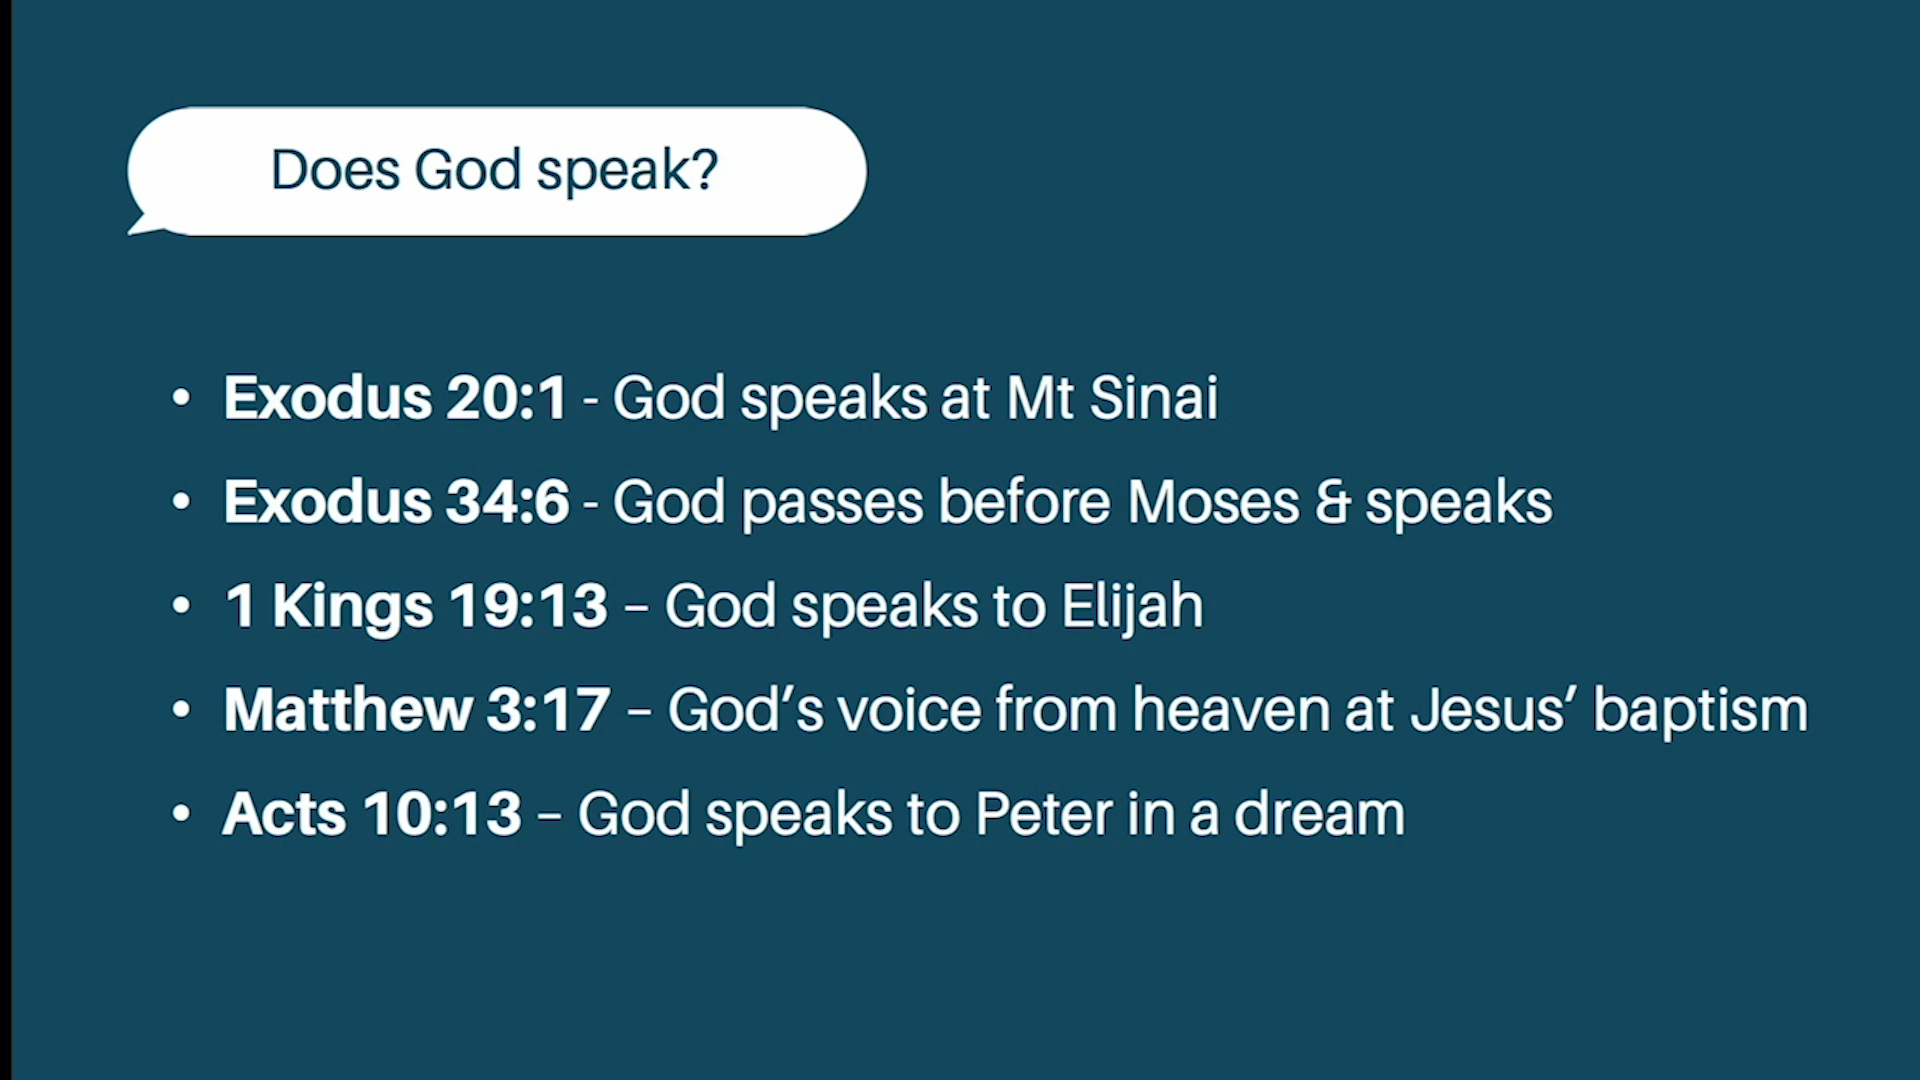 Does God speak?
• Exodus 20:1 - God speaks at Mt Sinai
• Exodus 34:6 - God passes before Moses & speaks
• 1 Kings 19:13 – God speaks to Elijah
• Matthew 3:17 – God’s voice from heaven at Jesus’ baptism
• Acts 10:13 – God speaks to Peter in a dream